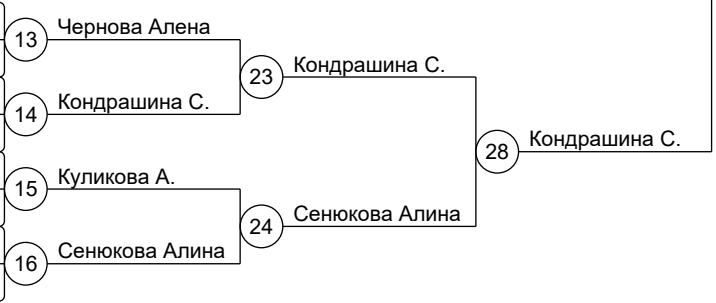 13 Чернова Алена
23 Кондрашина С.
14 Кондрашина С.
28 Кондрашина С.
15 Куликова А.
24 Сенюкова Алина
16 Сенюкова Алина